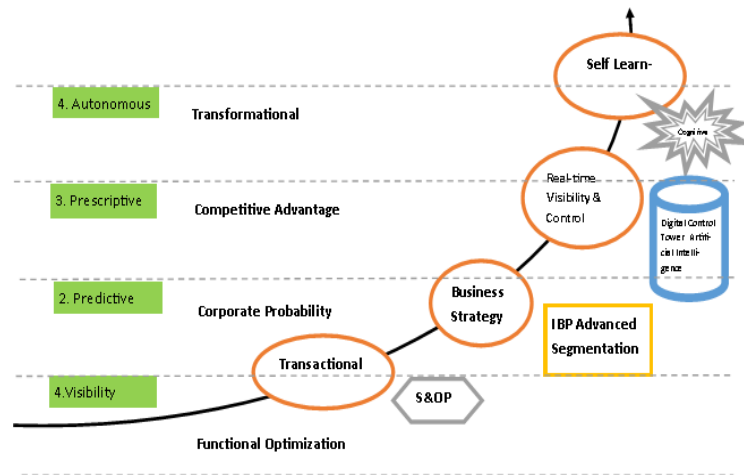 Self Learn-
4. Autonomous
Transformational
Cognitive
3. Prescriptive
Competitive Advantage
Real-time
Visibility &
Control
Digital Control
Tower Artifi-
cial Intelli-
gence
2. Predictive
Corporate Probability
Business
Strategy
IBP Advanced
Segmentation
Transactional
4.Visibility
S&OP
Functional Optimization